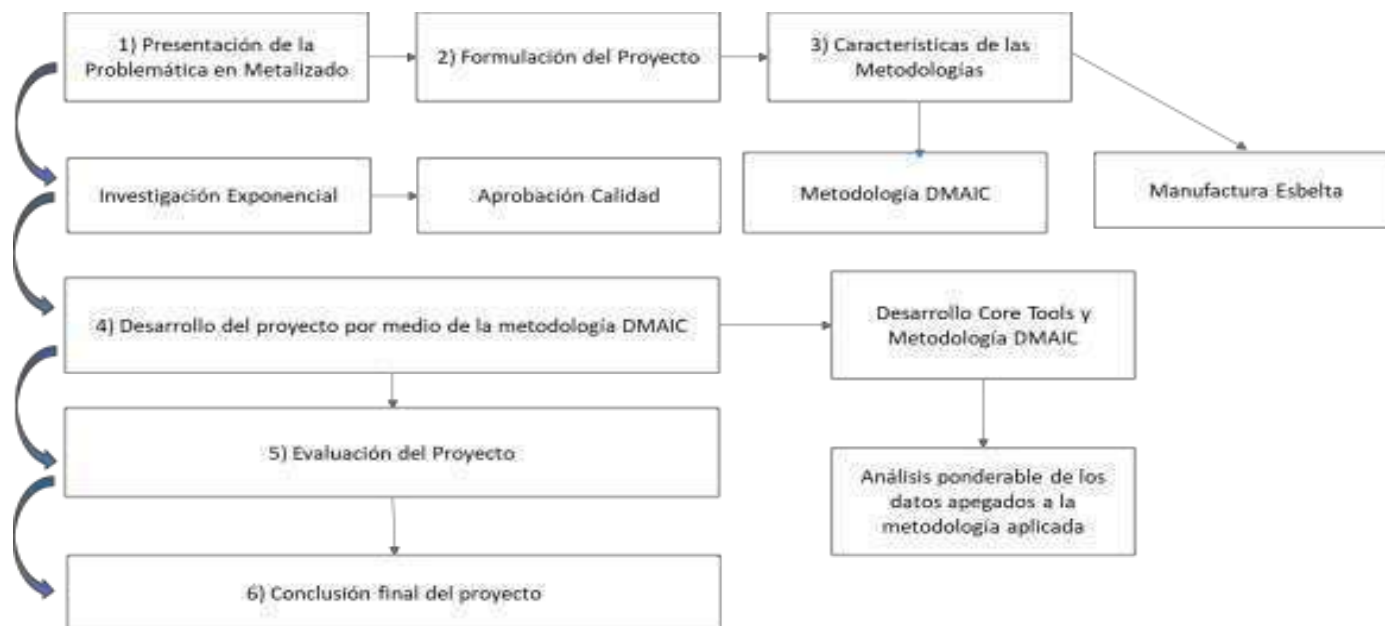 1) Presentación de la
Problemática en Metalizado
2) Formulación del Proyecto
3) Características de las
Metodologías
Investigación Exponencial
Aprobación Calidad
Metodología DMAIC
Manufactura Esbelta
4) Desarrollo del proyecto por medio de la metodología DMAIC
Desarrollo Core Tools y
Metodología DMAIC
5) Evaluación del Proyecto
Análisis ponderable de los
datos apegados a la
metodología aplicada
6) Conclusión final del proyecto